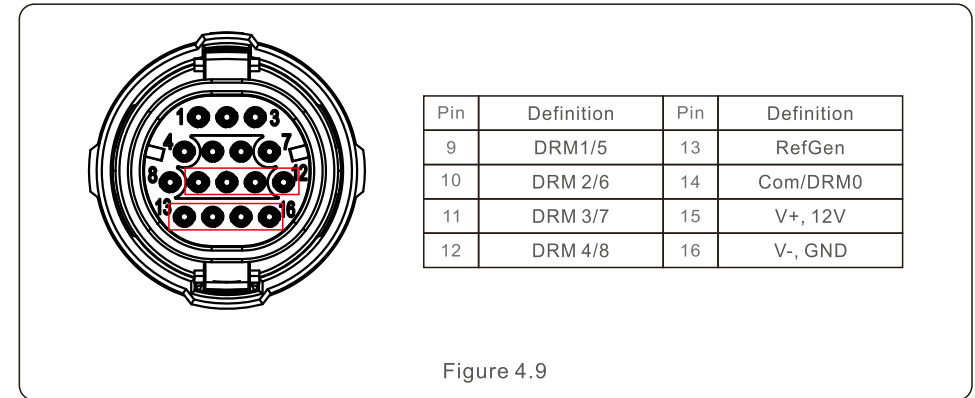 1 3
4 7
8 12
13 16
Pin Definition Pin Definition
9 DRM1/5 13 RefGen
10 DRM 2/6 14 Com/DRM0
11 DRM 3/7 15 V+, 12V
12 DRM 4/8 16 V-, GND
Figure 4.9